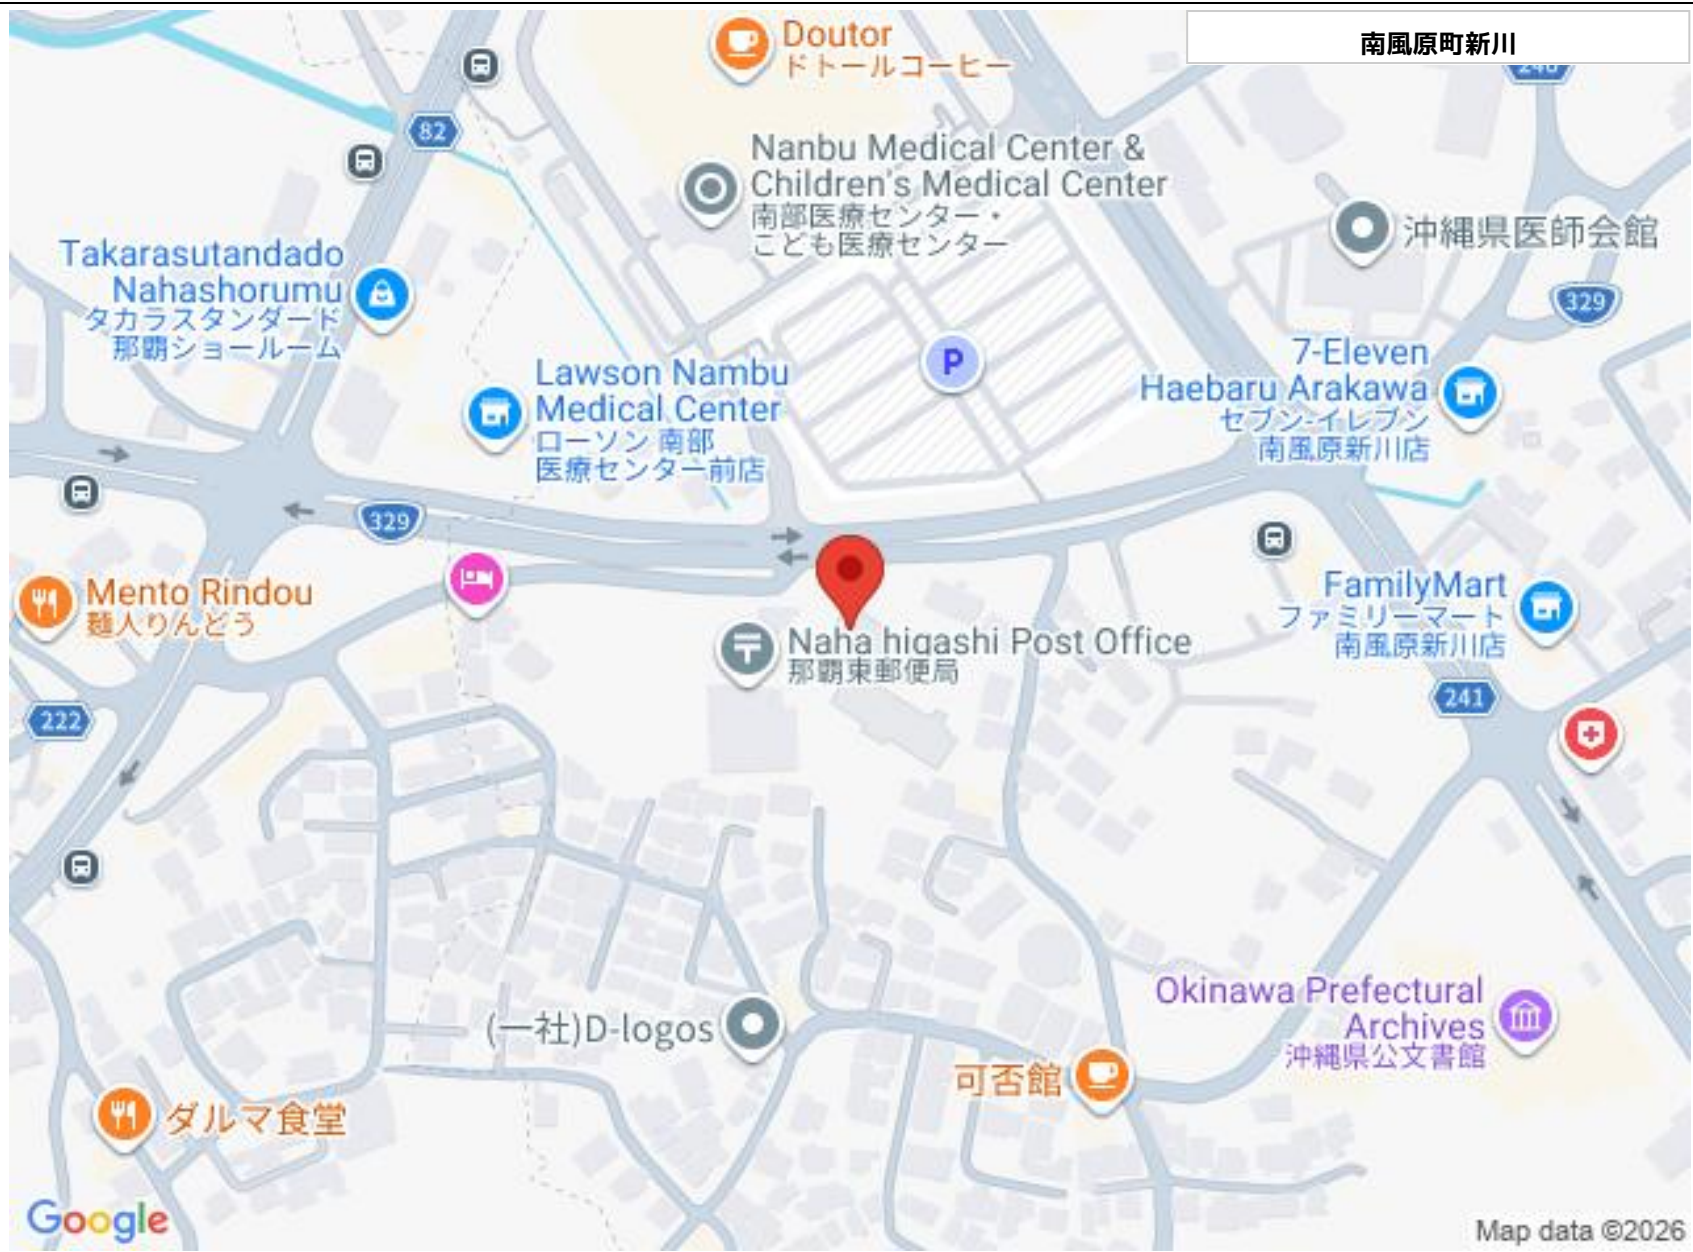 南風原町新川
Doutor
ドトールコーヒー
82
Nanbu Medical Center &
Children's Medical Center
南部医療センター・
こども医療センター
沖縄県医師会館
Takarasutandado
Nahashorumu
タカラスタンダード
那覇ショールーム
329
P
7-Eleven
Haebaru Arakawa
セブン-イレブン
南風原新川店
Lawson Nambu
Medical Center
ローソン 南部
医療センター前店
329
Mento Rindou
麺人りんどう
Naha higashi Post Office
那覇東郵便局
FamilyMart
ファミリーマート
南風原新川店
241
222
Okinawa Prefectural
Archives
沖縄県公文書館
(一社)D-logos
可否館
ダルマ食堂
Google
Map data ©2026